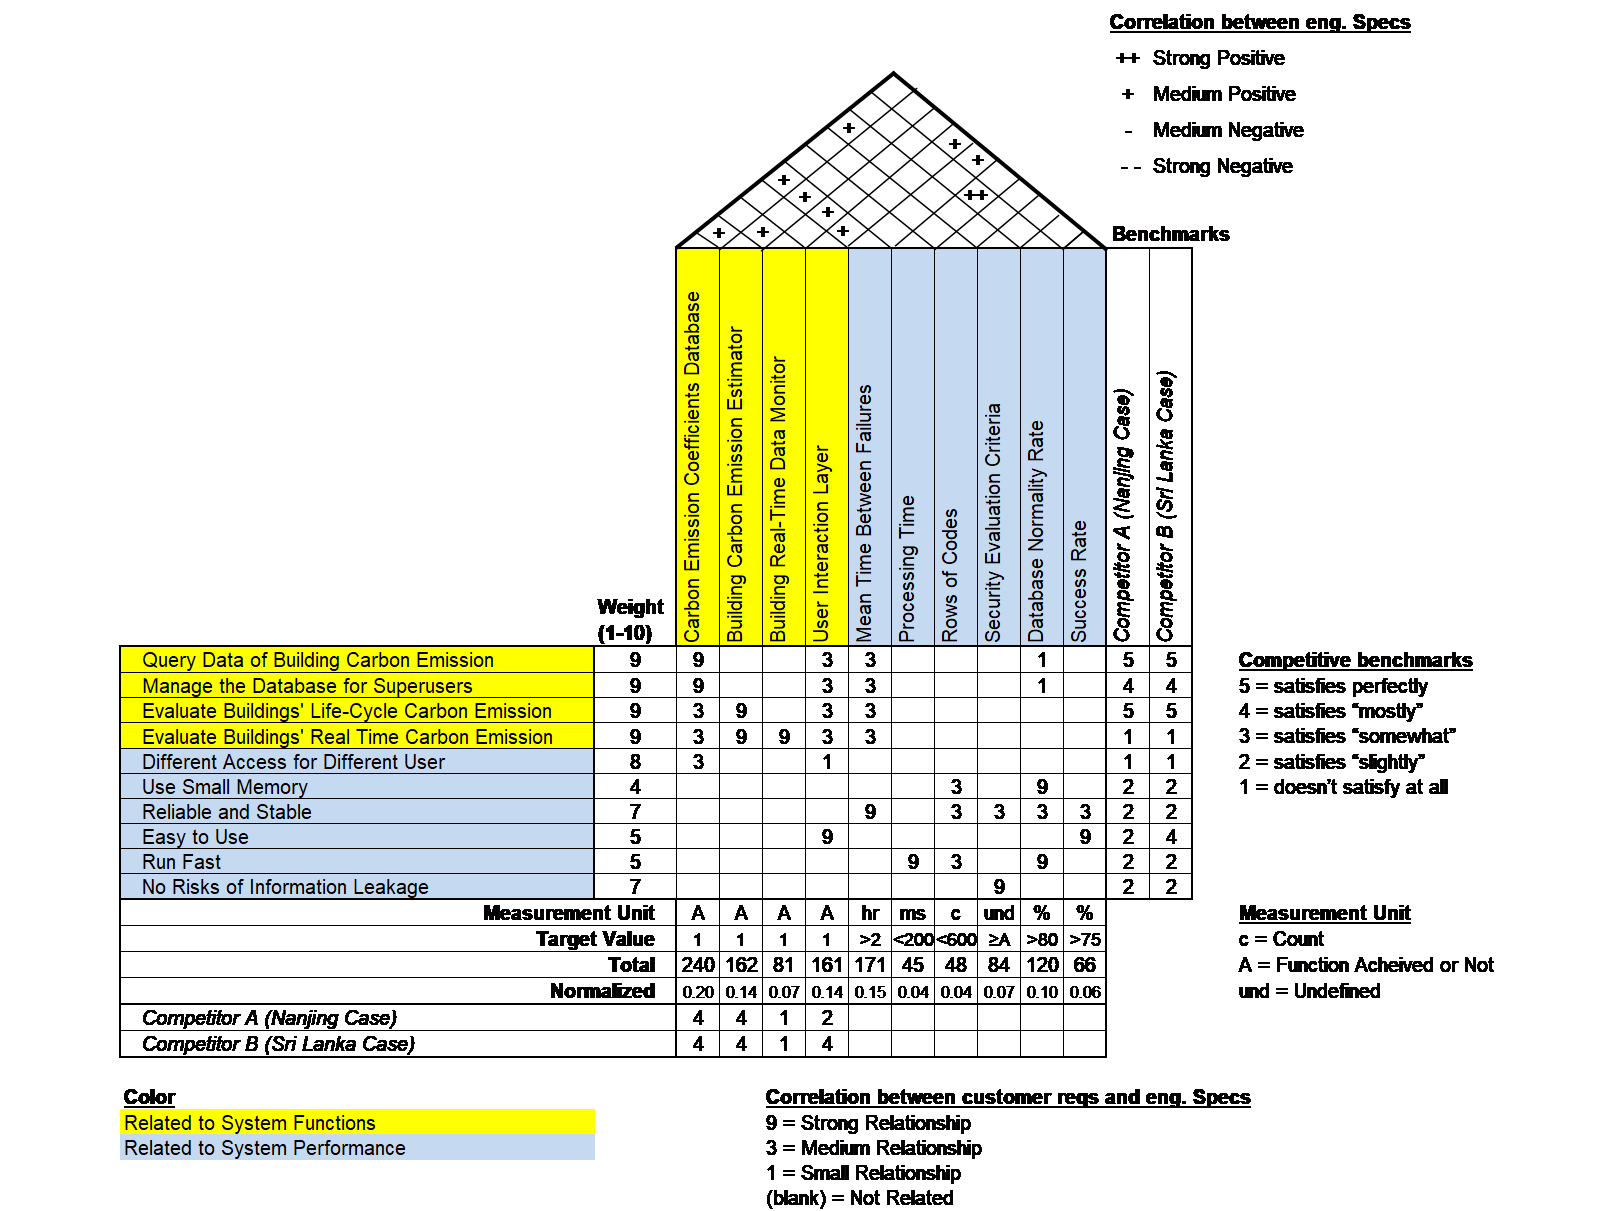 Correlation between eng. Specs
++ Strong Positive
+ Medium Positive
- Medium Negative
- - Strong Negative
+
+
+
+
+
++
+
+ + +
Benchmarks
Carbon Emission Coefficients Database
Building Carbon Emission Estimator
Building Real-Time Data Monitor
User Interaction Layer
Mean Time Between Failures
Processing Time
Rows of Codes
Security Evaluation Criteria
Database Normality Rate
Success Rate
Competitor A (Nanjing Case)
Competitor B (Sri Lanka Case)
Weight
(1-10)
Query Data of Building Carbon Emission 9 9 3 3 1 5 5
Manage the Database for Superusers 9 9 3 3 1 4 4
Evaluate Buildings' Life-Cycle Carbon Emission 9 3 9 3 3 5 5
Evaluate Buildings' Real Time Carbon Emission 9 3 9 9 3 3 1 1
Different Access for Different User 8 3 1 1 1
Use Small Memory 4 3 9 2 2
Reliable and Stable 7 9 3 3 3 3 2 2
Easy to Use 5 9 9 2 4
Run Fast 5 9 3 9 2 2
No Risks of Information Leakage 7 9 2 2
Measurement Unit A A A A hr ms c und % %
Target Value 1 1 1 1 >2 <200 <600 ≥A >80 >75
Total 240 162 81 161 171 45 48 84 120 66
Normalized 0.20 0.14 0.07 0.14 0.15 0.04 0.04 0.07 0.10 0.06
Competitor A (Nanjing Case) 4 4 1 2
Competitor B (Sri Lanka Case) 4 4 1 4
Competitive benchmarks
5 = satisfies perfectly
4 = satisfies “mostly”
3 = satisfies “somewhat”
2 = satisfies “slightly”
1 = doesn’t satisfy at all
Measurement Unit
c = Count
A = Function Acheived or Not
und = Undefined
Color
Related to System Functions
Related to System Performance
Correlation between customer reqs and eng. Specs
9 = Strong Relationship
3 = Medium Relationship
1 = Small Relationship
(blank) = Not Related